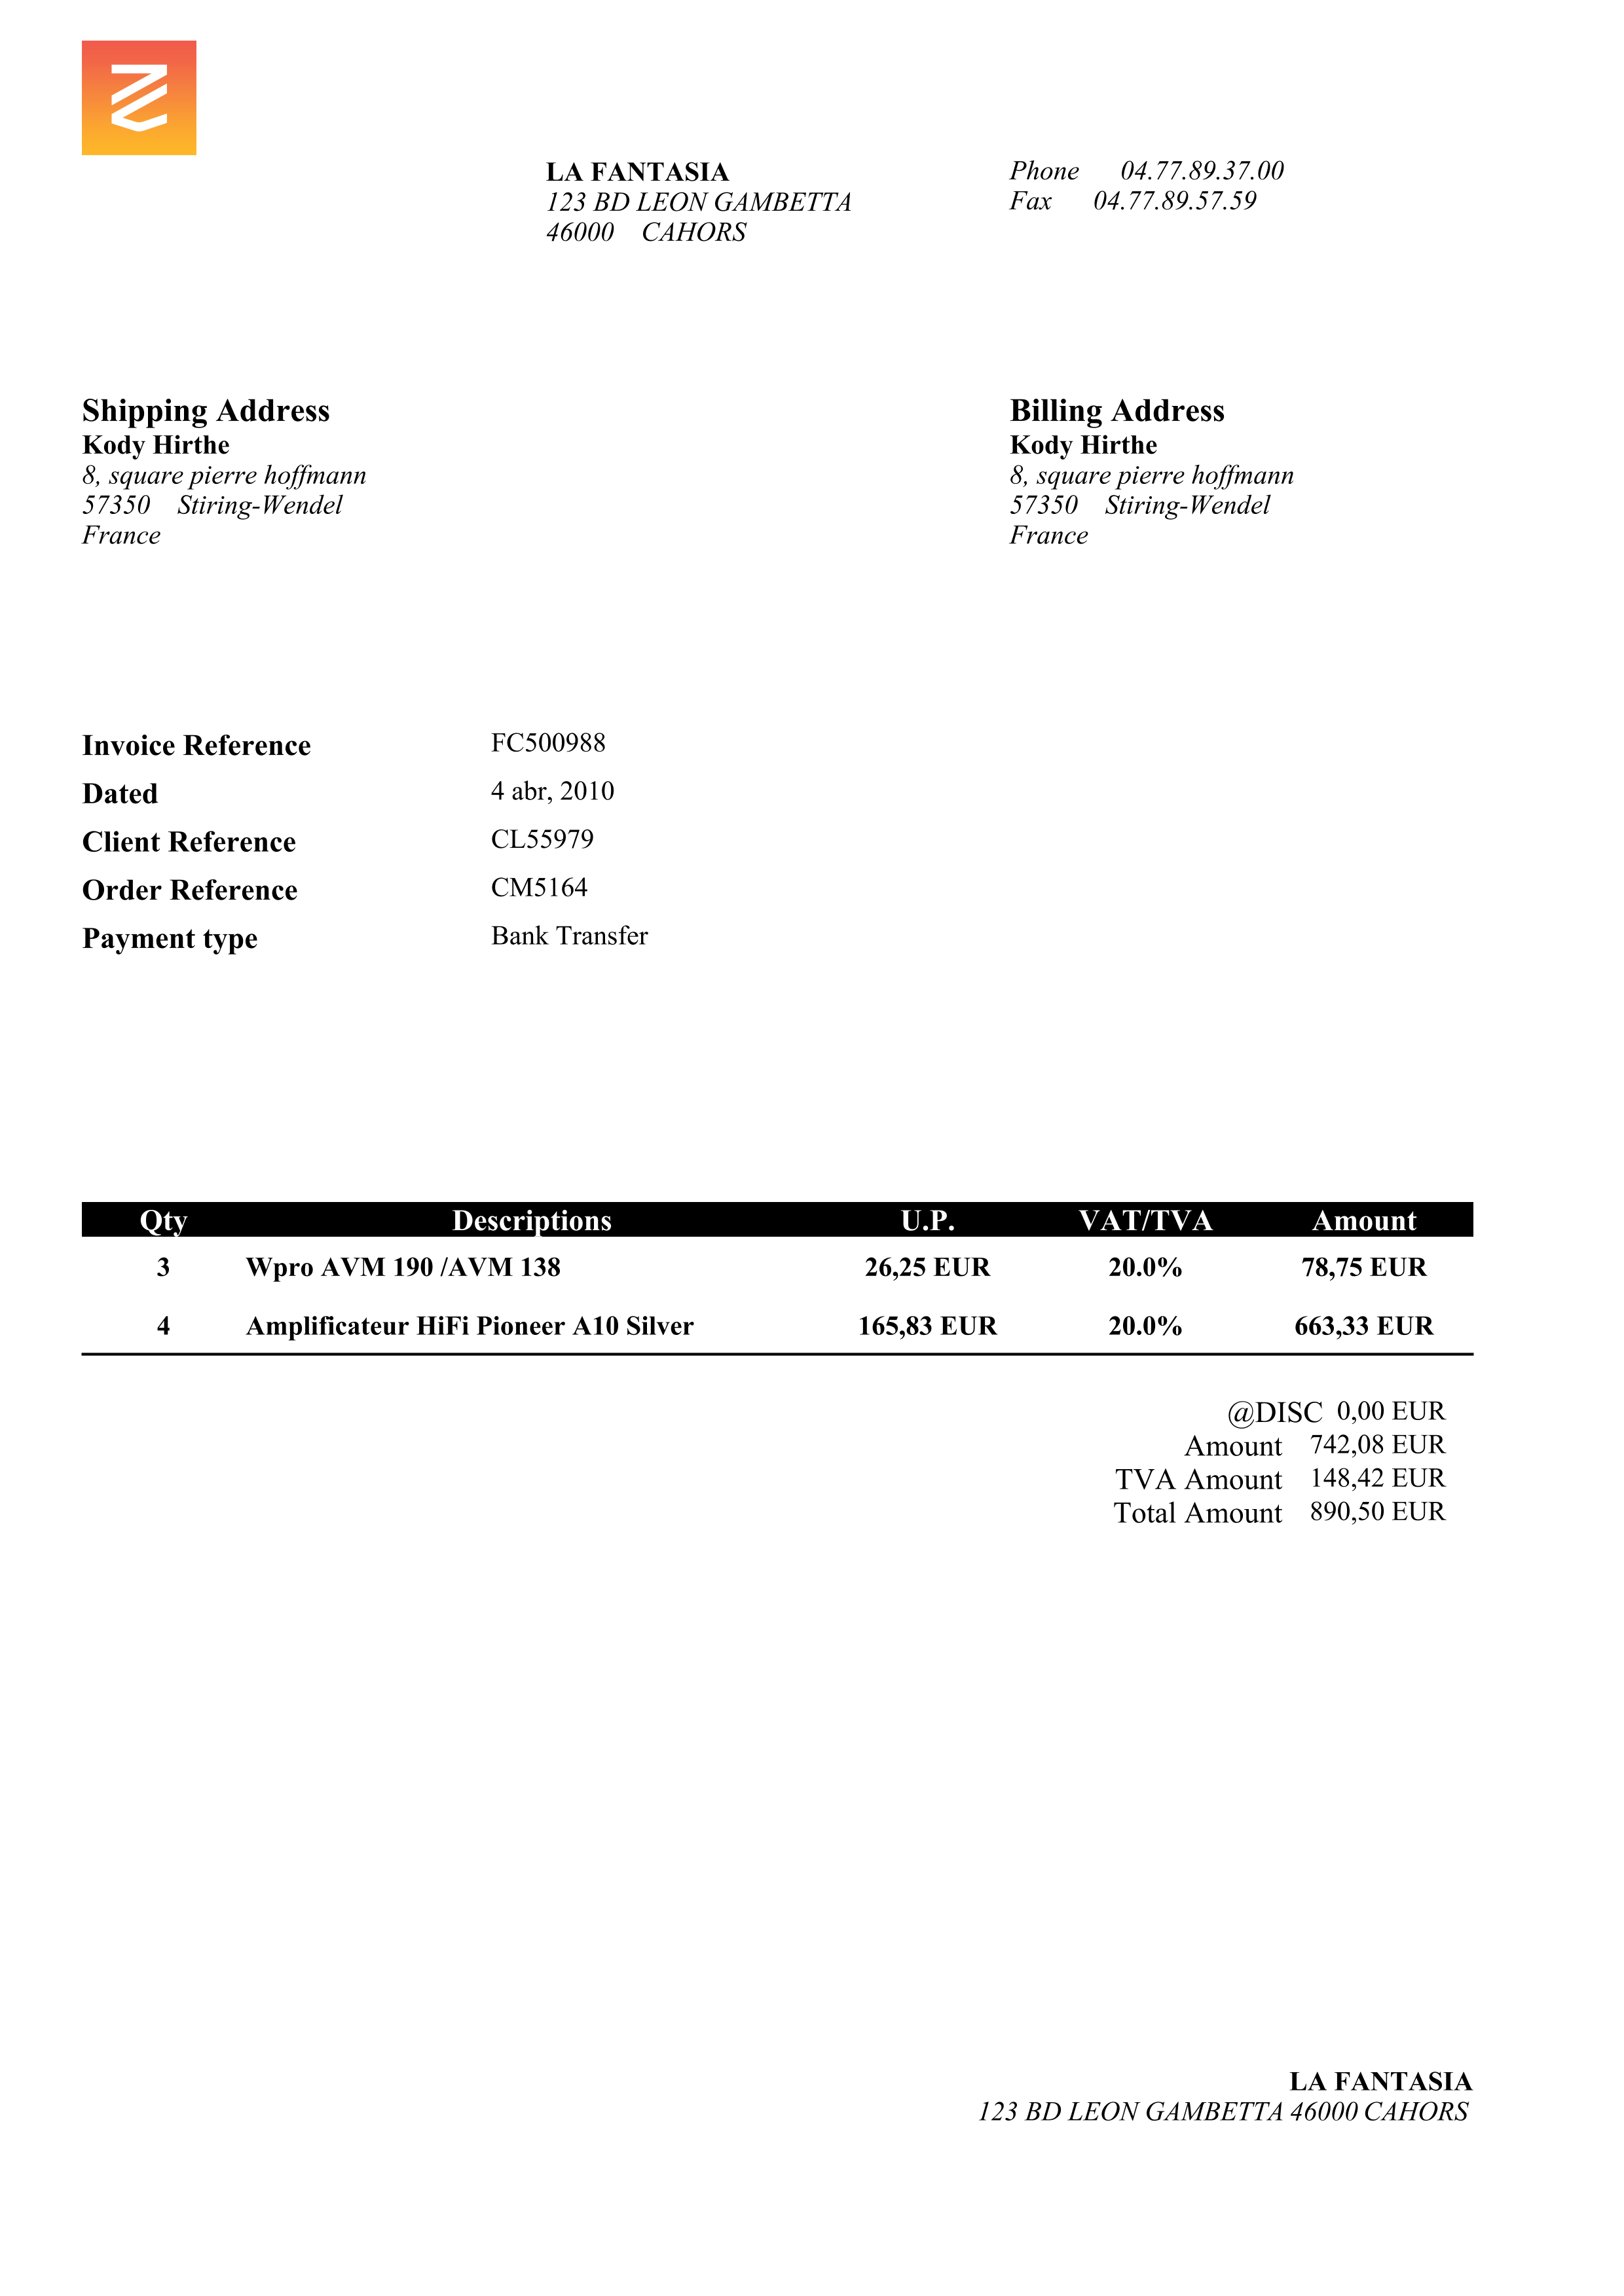 LA FANTASIA
123 BD LEON GAMBETTA
46000 CAHORS
Phone 04.77.89.37.00
Fax 04.77.89.57.59
Shipping Address
Kody Hirthe
8, square pierre hoffmann
57350 Stiring-Wendel
France
Billing Address
Kody Hirthe
8, square pierre hoffmann
57350 Stiring-Wendel
France
Invoice Reference FC500988
Dated 4 abr, 2010
Client Reference CL55979
Order Reference CM5164
Payment type Bank Transfer
Qty Descriptions U.P. VAT/TVA Amount
3 Wpro AVM 190 /AVM 138 26,25 EUR 20.0% 78,75 EUR
4 Amplificateur HiFi Pioneer A10 Silver 165,83 EUR 20.0% 663,33 EUR
@DISC 0,00 EUR
Amount 742,08 EUR
TVA Amount 148,42 EUR
Total Amount 890,50 EUR
LA FANTASIA
123 BD LEON GAMBETTA 46000 CAHORS